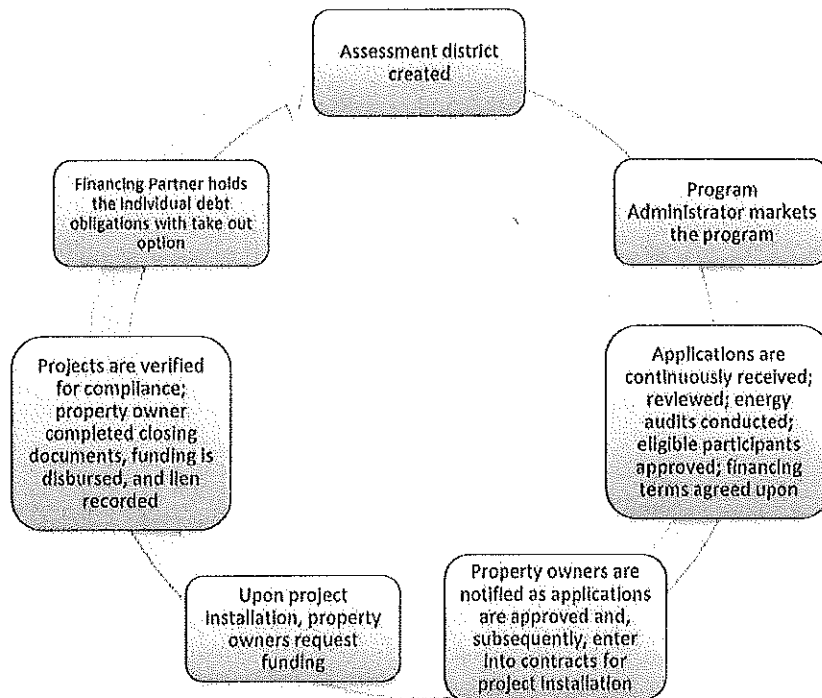 Assessment district
created
Program
Administrator markets
the program
Applications are
continuously received;
reviewed; energy
audits conducted;
eligible participants
approved; financing
terms agreed upon
Property owners are
notified as applications
are approved and,
subsequently, enter
into contracts for
project installation
Upon project
installation, property
owners request
funding
Projects are verified
for compliance;
property owner
completed closing
documents, funding is
disbursed, and lien
recorded
Financing Partner holds
the individual debt
obligations with take out
option